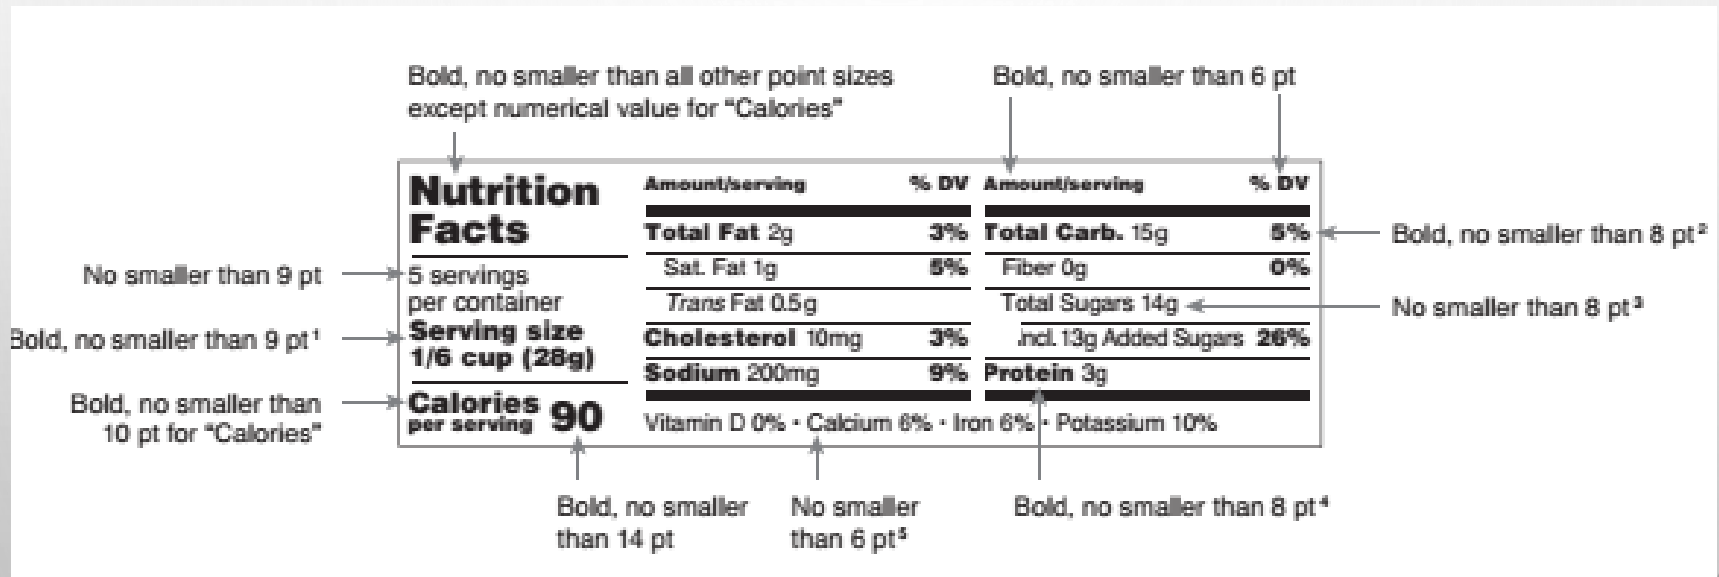 Bold, no smaller than all other point sizes
except numerical value for “Calories”
Bold, no smaller than 6 pt
Nutrition
Facts
5 servings
per container
Serving size
1/6 cup (28g)
Calories
per serving
90
Amount/serving % DV
Total Fat 2g 3%
Sat. Fat 1g 5%
Trans Fat 0.5g
Cholesterol 10mg 3%
Sodium 200mg 9%
Amount/serving % DV
Total Carb. 15g 5%
Fiber 0g 0%
Total Sugars 14g
Incl. 13g Added Sugars 26%
Protein 3g
Vitamin D 0% • Calcium 6% • Iron 6% • Potassium 10%
No smaller than 9 pt
Bold, no smaller than 9 pt¹
Bold, no smaller than
10 pt for “Calories”
Bold, no smaller than 8 pt²
No smaller than 8 pt³
Bold, no smaller
than 14 pt
No smaller
than 6 pt⁵
Bold, no smaller than 8 pt⁴